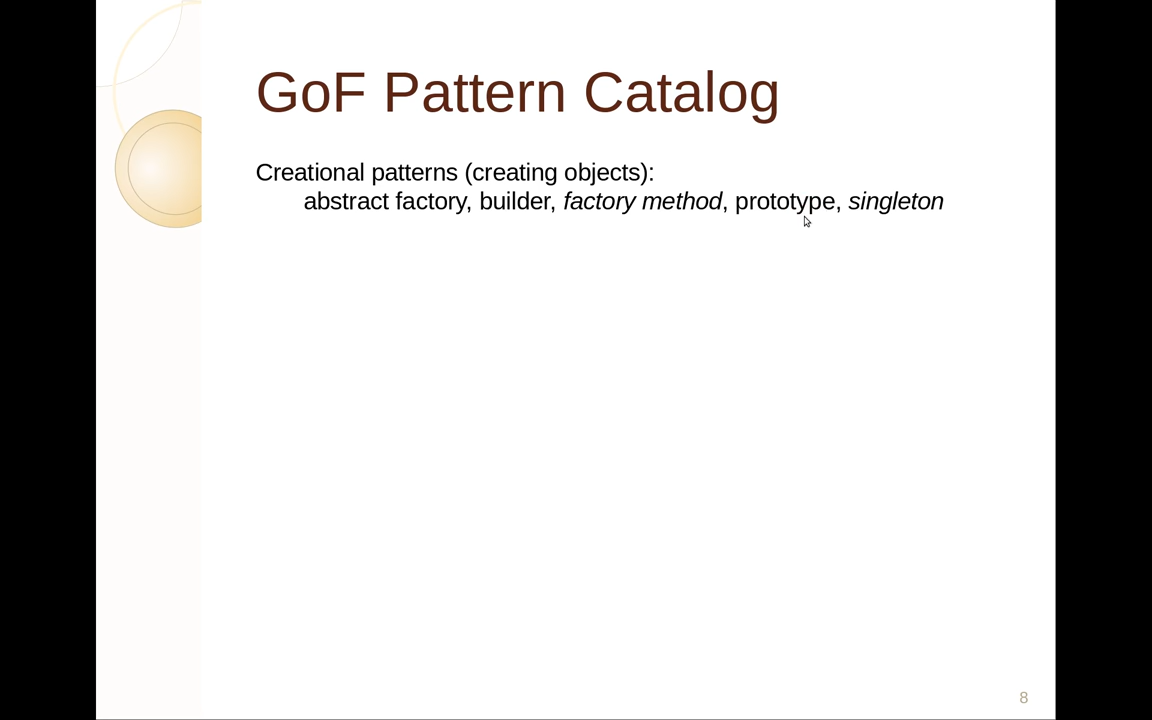 GoF Pattern Catalog
Creational patterns (creating objects):
abstract factory, builder, factory method, prototype, singleton
8